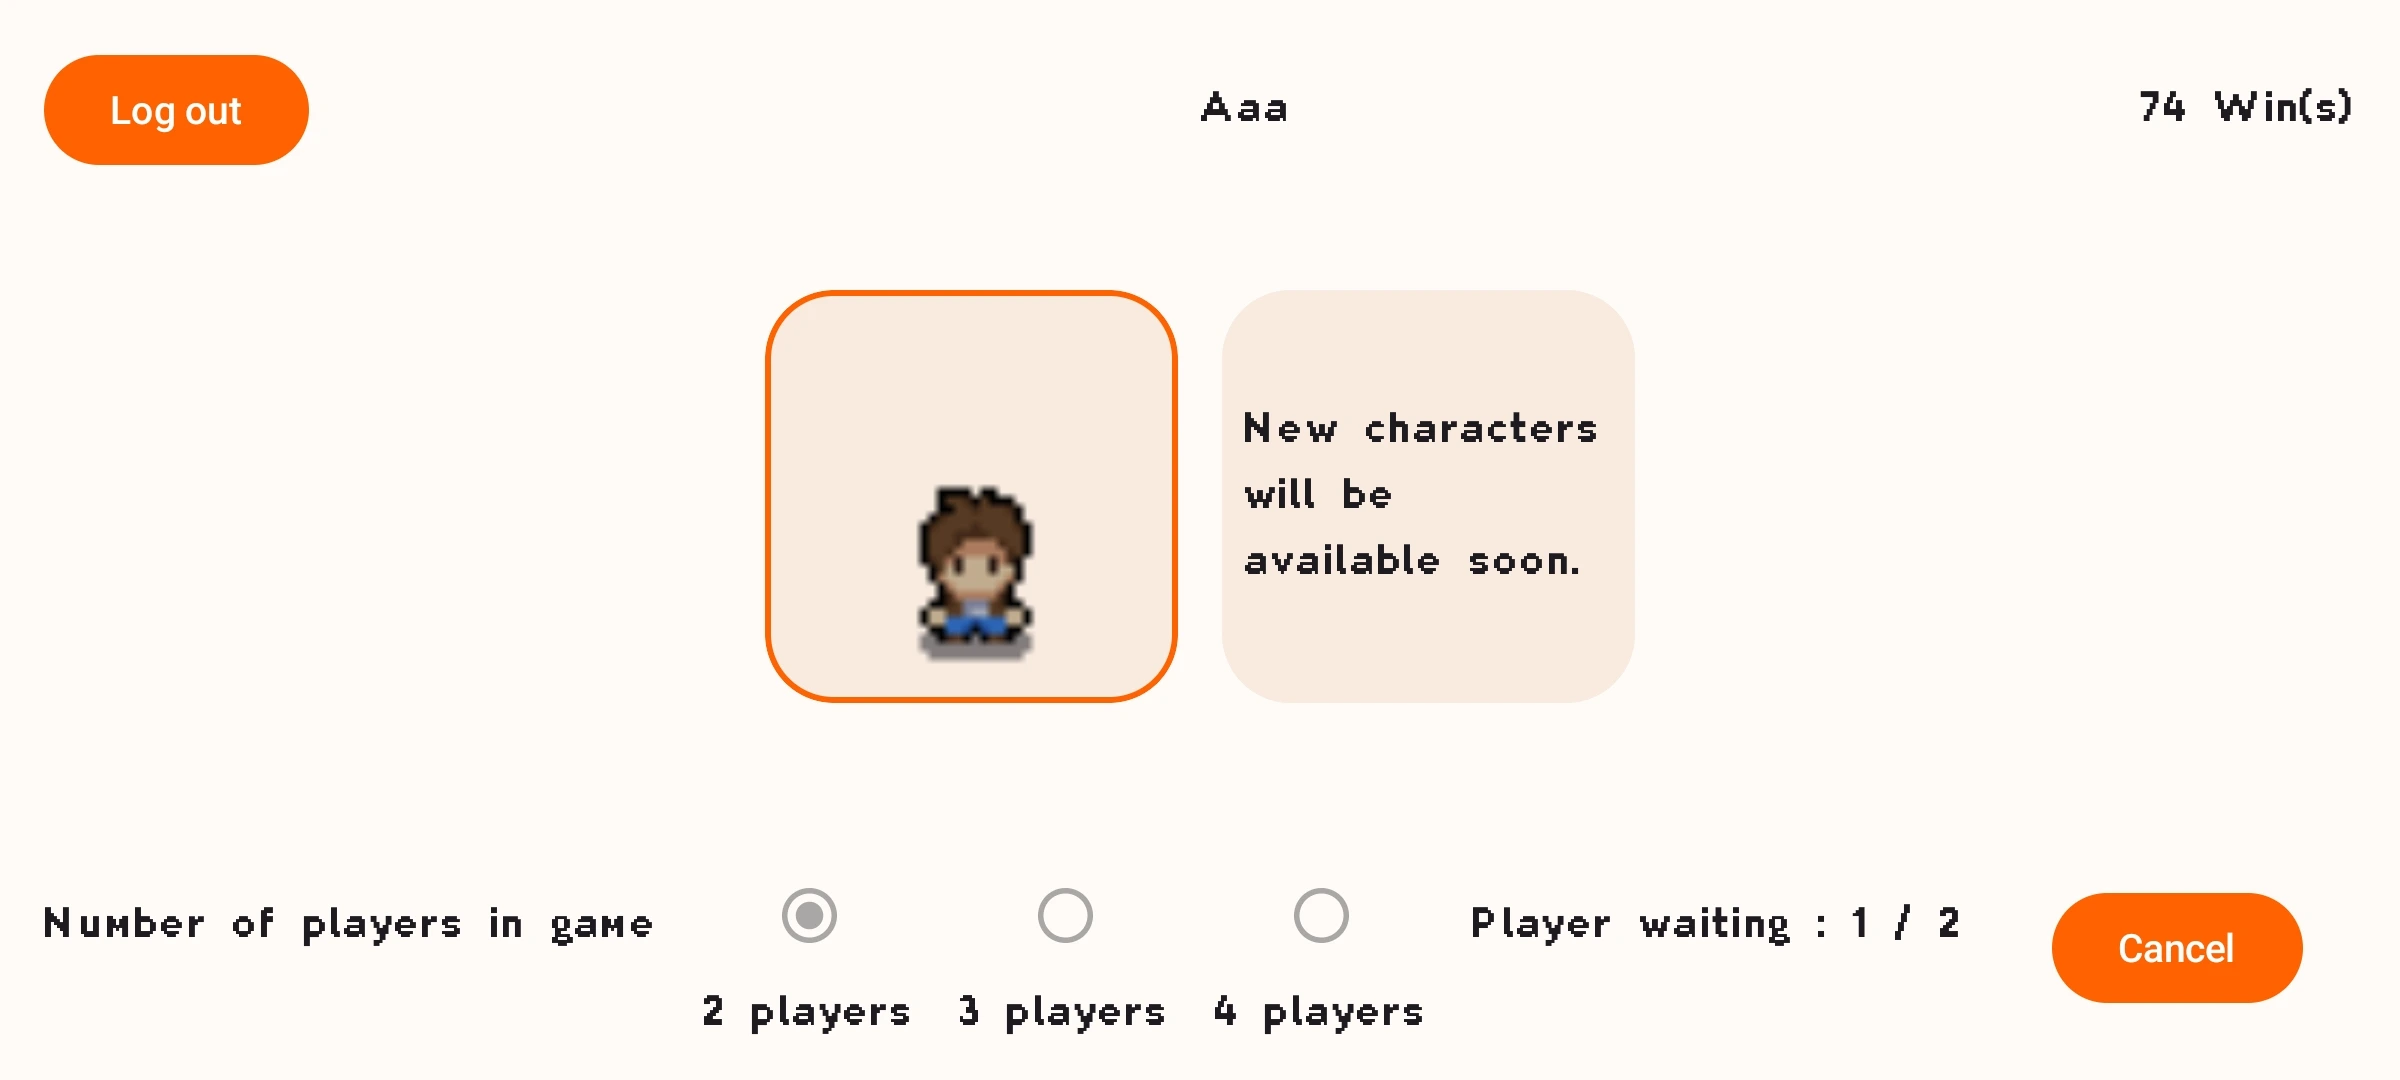 Log out
Aaa
74 Win(s)
New characters
will be
available soon.
Number of players in game
Player waiting : 1 / 2
Cancel
2 players
3 players
4 players